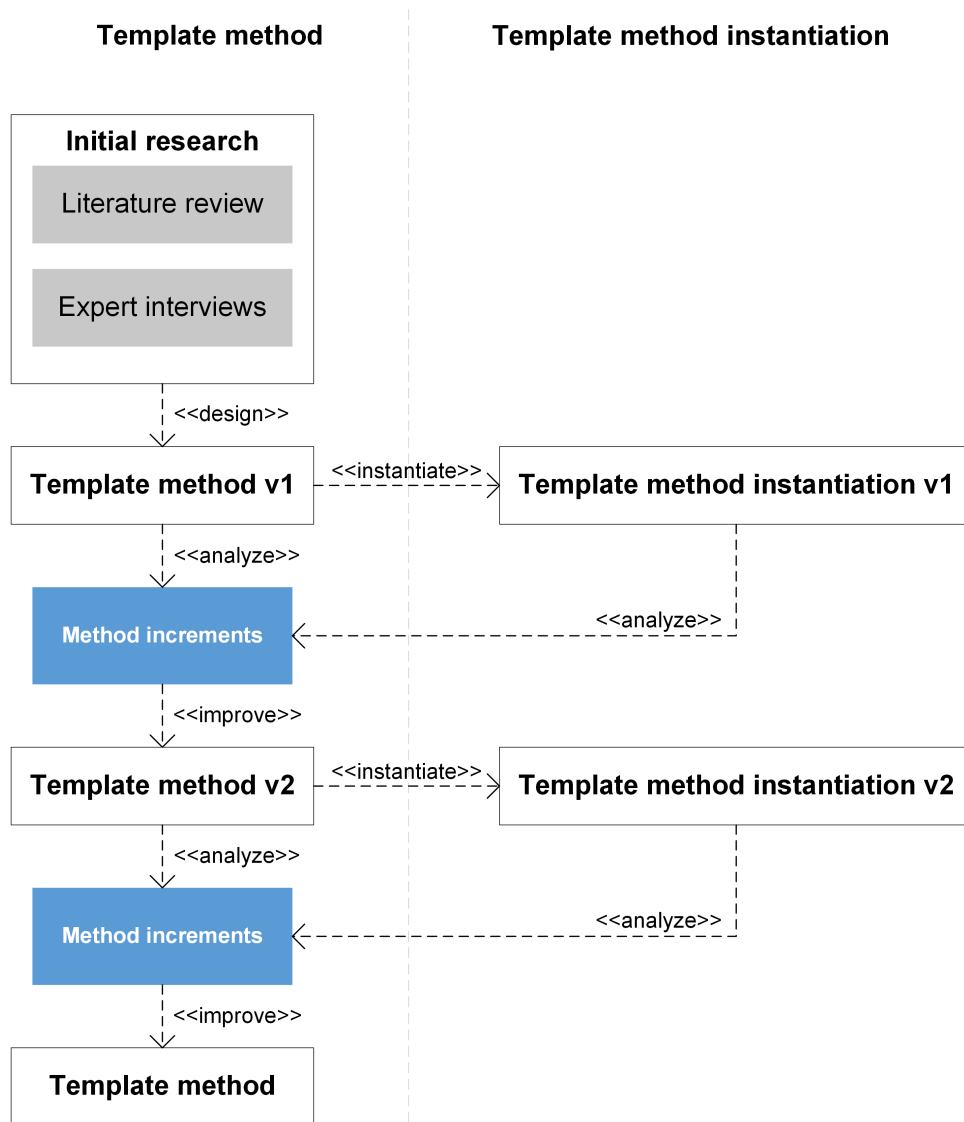 Template method
Template method instantiation
Initial research
Literature review
Expert interviews
<<design>>
Template method v1
<<instantiate>>
Template method instantiation v1
<<analyze>>
Method increments
<<analyze>>
<<improve>>
Template method v2
<<instantiate>>
Template method instantiation v2
<<analyze>>
Method increments
<<analyze>>
<<improve>>
Template method